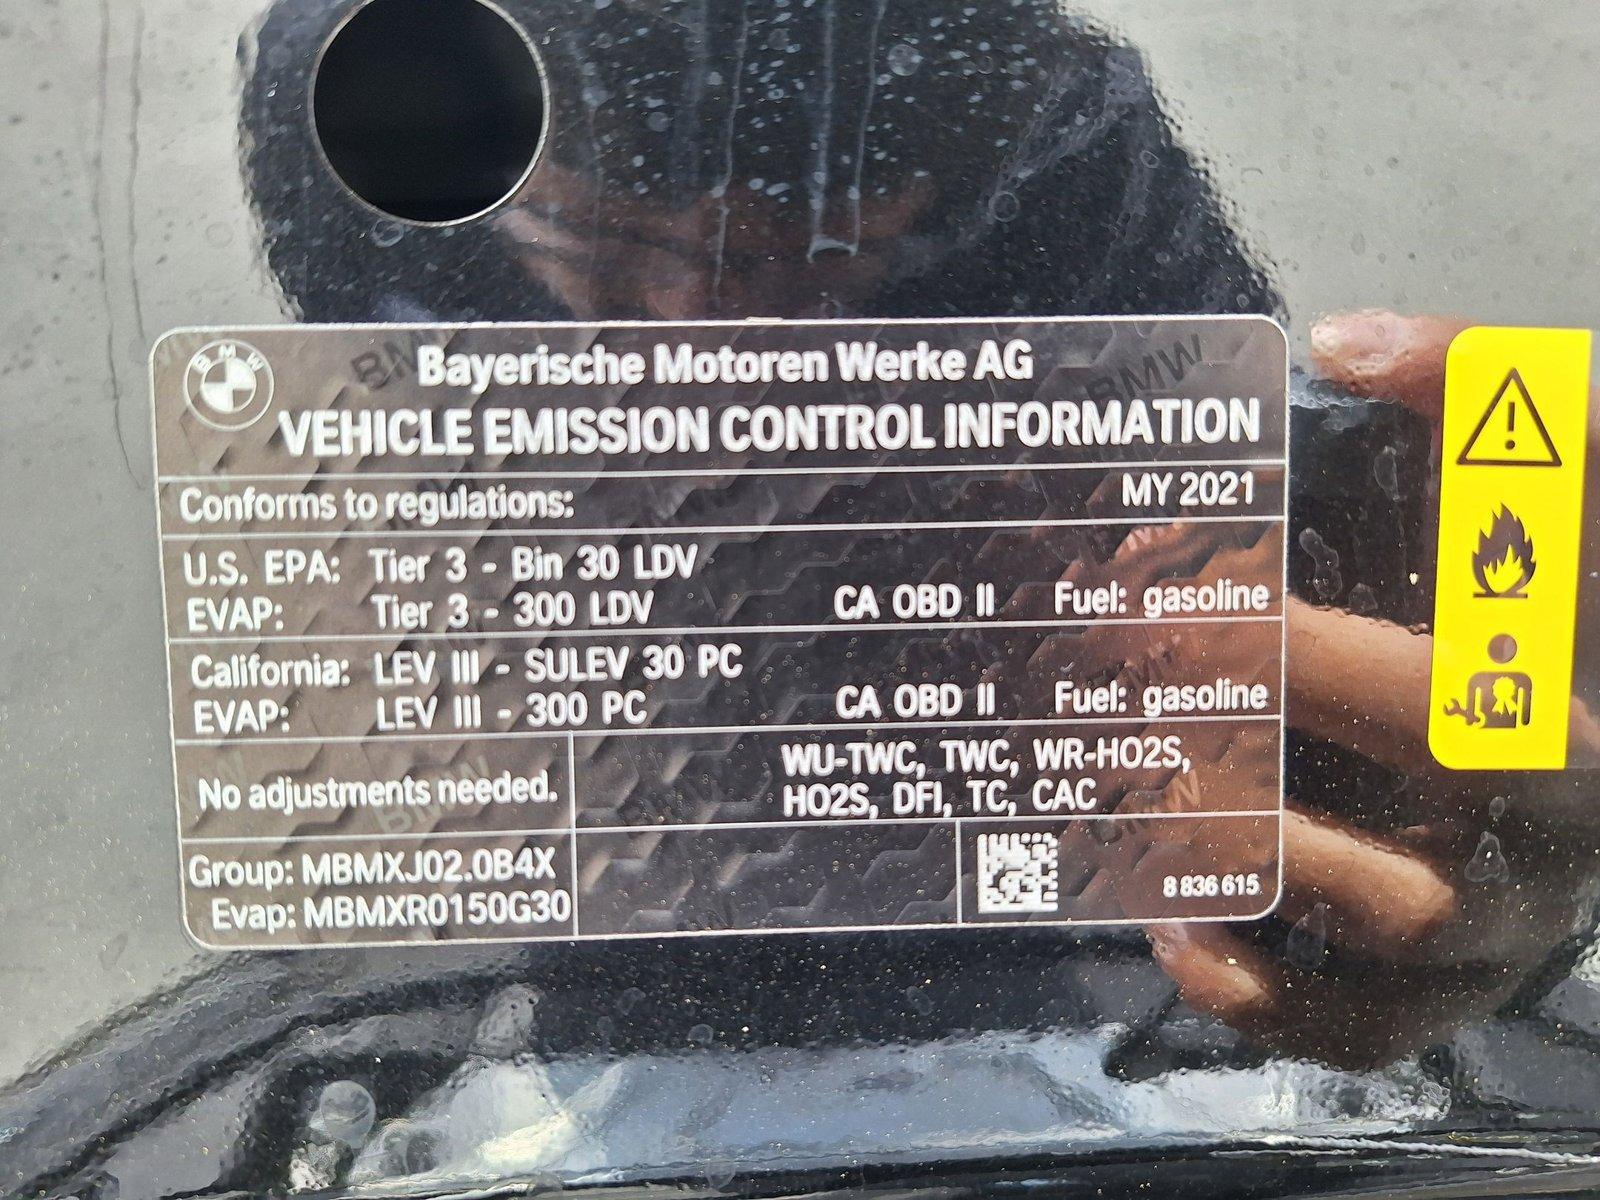 BMW
Bayerische Motoren Werke AG
VEHICLE EMISSION CONTROL INFORMATION
Conforms to regulations: MY 2021
U.S. EPA: Tier 3 - Bin 30 LDV
EVAP: Tier 3 - 300 LDV CA OBD II Fuel: gasoline
California: LEV III - SULEV 30 PC
EVAP: LEV III - 300 PC CA OBD II Fuel: gasoline
No adjustments needed.
WU-TWC, TWC, WR-HO2S,
HO2S, DFI, TC, CAC
Group: MBMXJ02.0B4X
Evap: MBMXR0150G30
8 836 615